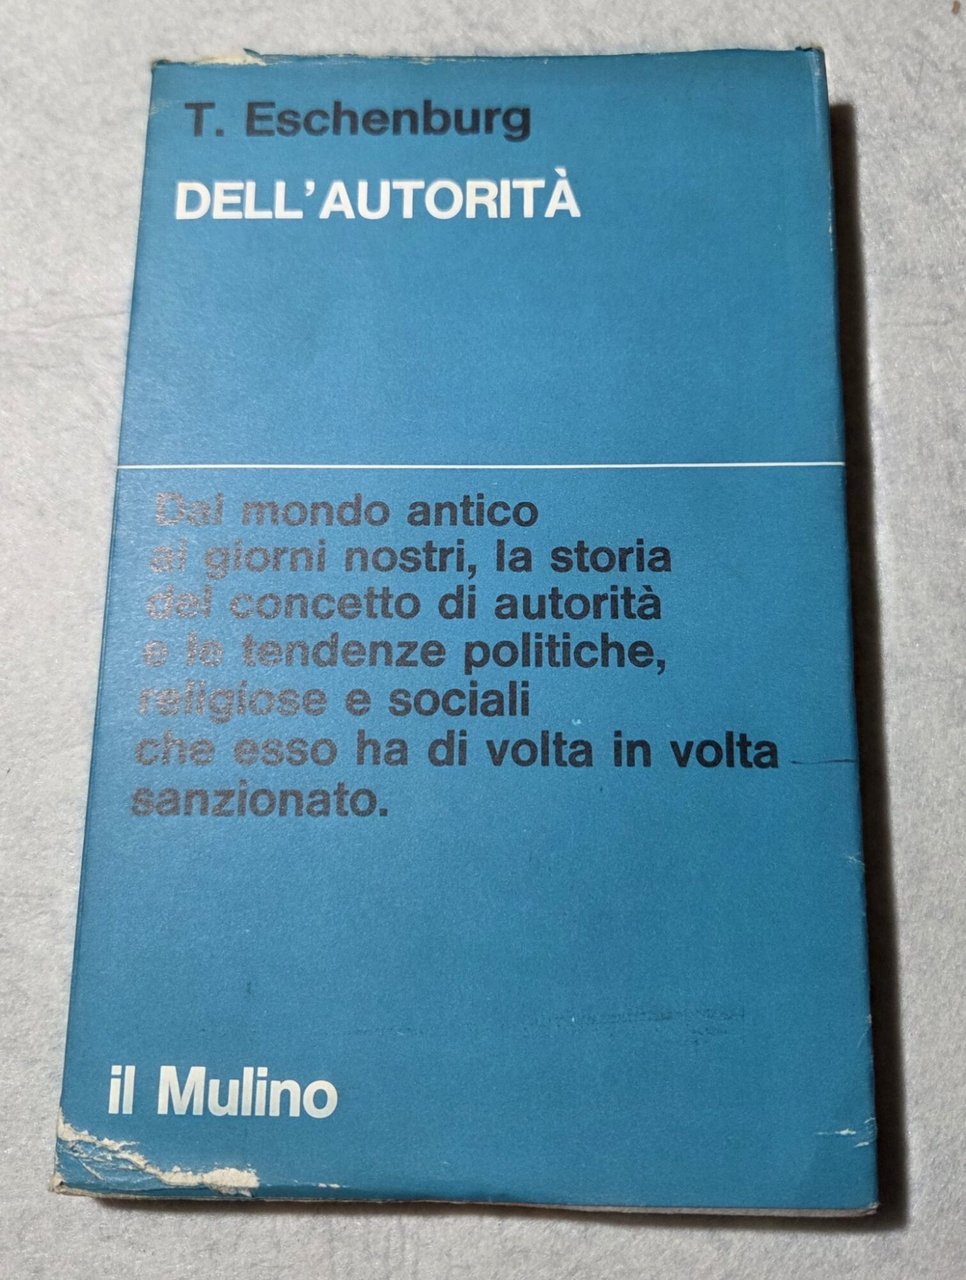 T. Eschenburg
DELL'AUTORITÀ
Dal mondo antico
ai giorni nostri, la storia
del concetto di autorità
e le tendenze politiche,
religiose e sociali
che esso ha di volta in volta
sanzionato.
il Mulino